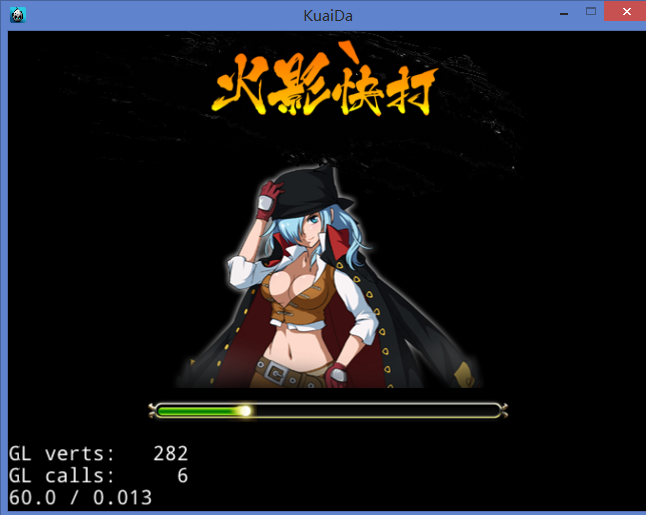 KuaiDa
火影快打
GL verts: 282
GL calls: 6
60.0 / 0.013